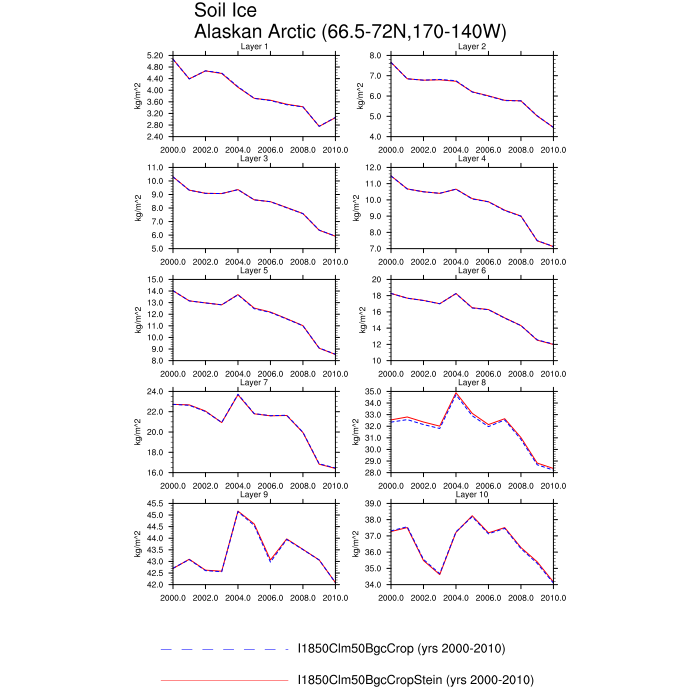 Soil Ice
Alaskan Arctic (66.5-72N,170-140W)
Layer 1
kg/m^2
5.20
4.80
4.40
4.00
3.60
3.20
2.80
2.40
2000.0 2002.0 2004.0 2006.0 2008.0 2010.0
Layer 2
kg/m^2
8.0
7.0
6.0
5.0
4.0
2000.0 2002.0 2004.0 2006.0 2008.0 2010.0
Layer 3
kg/m^2
11.0
10.0
9.0
8.0
7.0
6.0
5.0
2000.0 2002.0 2004.0 2006.0 2008.0 2010.0
Layer 4
kg/m^2
12.0
11.0
10.0
9.0
8.0
7.0
2000.0 2002.0 2004.0 2006.0 2008.0 2010.0
Layer 5
kg/m^2
15.0
14.0
13.0
12.0
11.0
10.0
9.0
8.0
2000.0 2002.0 2004.0 2006.0 2008.0 2010.0
Layer 6
kg/m^2
20
18
16
14
12
10
2000.0 2002.0 2004.0 2006.0 2008.0 2010.0
Layer 7
kg/m^2
24.0
22.0
20.0
18.0
16.0
2000.0 2002.0 2004.0 2006.0 2008.0 2010.0
Layer 8
kg/m^2
35.0
34.0
33.0
32.0
31.0
30.0
29.0
28.0
2000.0 2002.0 2004.0 2006.0 2008.0 2010.0
Layer 9
kg/m^2
45.5
45.0
44.5
44.0
43.5
43.0
42.5
42.0
2000.0 2002.0 2004.0 2006.0 2008.0 2010.0
Layer 10
kg/m^2
39.0
38.0
37.0
36.0
35.0
34.0
2000.0 2002.0 2004.0 2006.0 2008.0 2010.0
I1850Clm50BgcCrop (yrs 2000-2010)
I1850Clm50BgcCropStein (yrs 2000-2010)